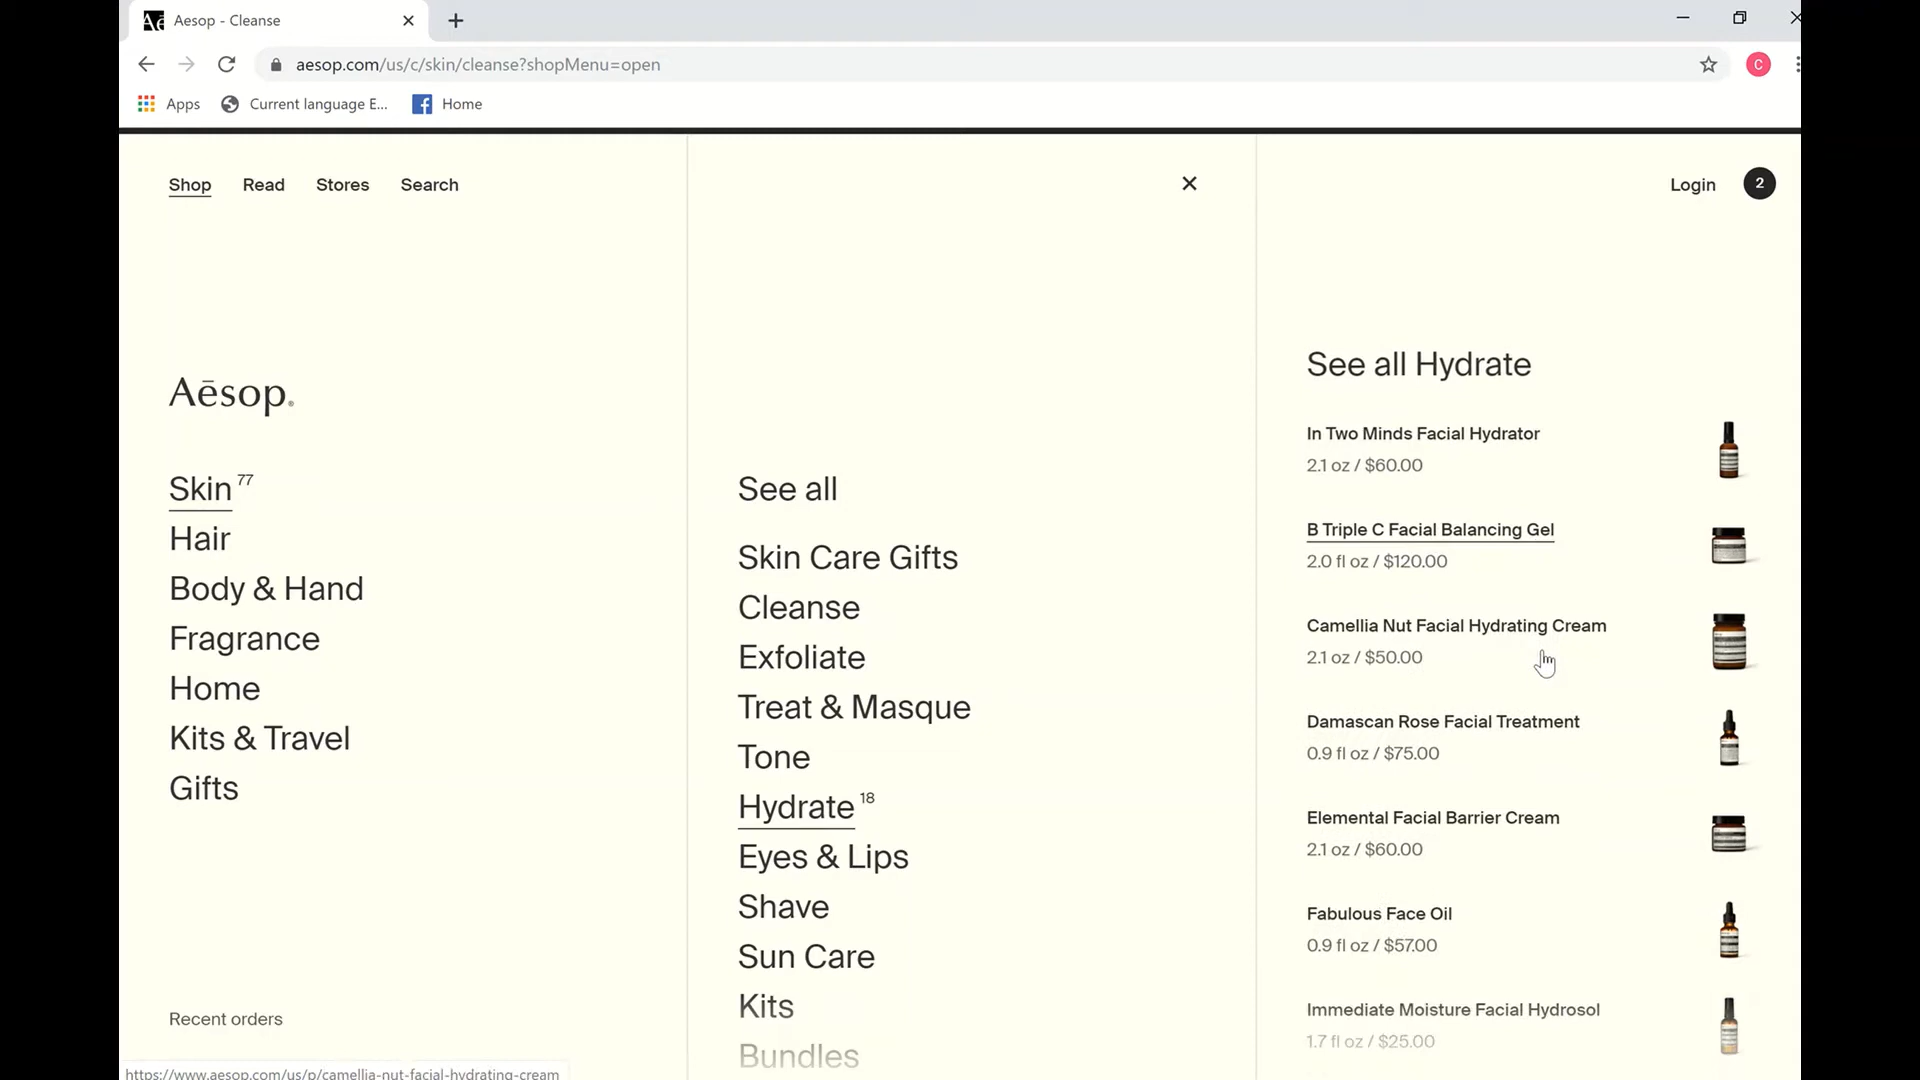 Aē Aesop - Cleanse
aesop.com/us/c/skin/cleanse?shopMenu=open
C
Apps
Current language E...
Home
Shop
Read
Stores
Search
Login
2
Aēsop.
Skin 77
Hair
Body & Hand
Fragrance
Home
Kits & Travel
Gifts
Recent orders
See all
Skin Care Gifts
Cleanse
Exfoliate
Treat & Masque
Tone
Hydrate 18
Eyes & Lips
Shave
Sun Care
Kits
Bundles
See all Hydrate
In Two Minds Facial Hydrator
2.1 oz / $60.00
B Triple C Facial Balancing Gel
2.0 fl oz / $120.00
Camellia Nut Facial Hydrating Cream
2.1 oz / $50.00
Damascan Rose Facial Treatment
0.9 fl oz / $75.00
Elemental Facial Barrier Cream
2.1 oz / $60.00
Fabulous Face Oil
0.9 fl oz / $57.00
Immediate Moisture Facial Hydrosol
1.7 fl oz / $25.00
https://www.aesop.com/us/p/camellia-nut-facial-hydrating-cream